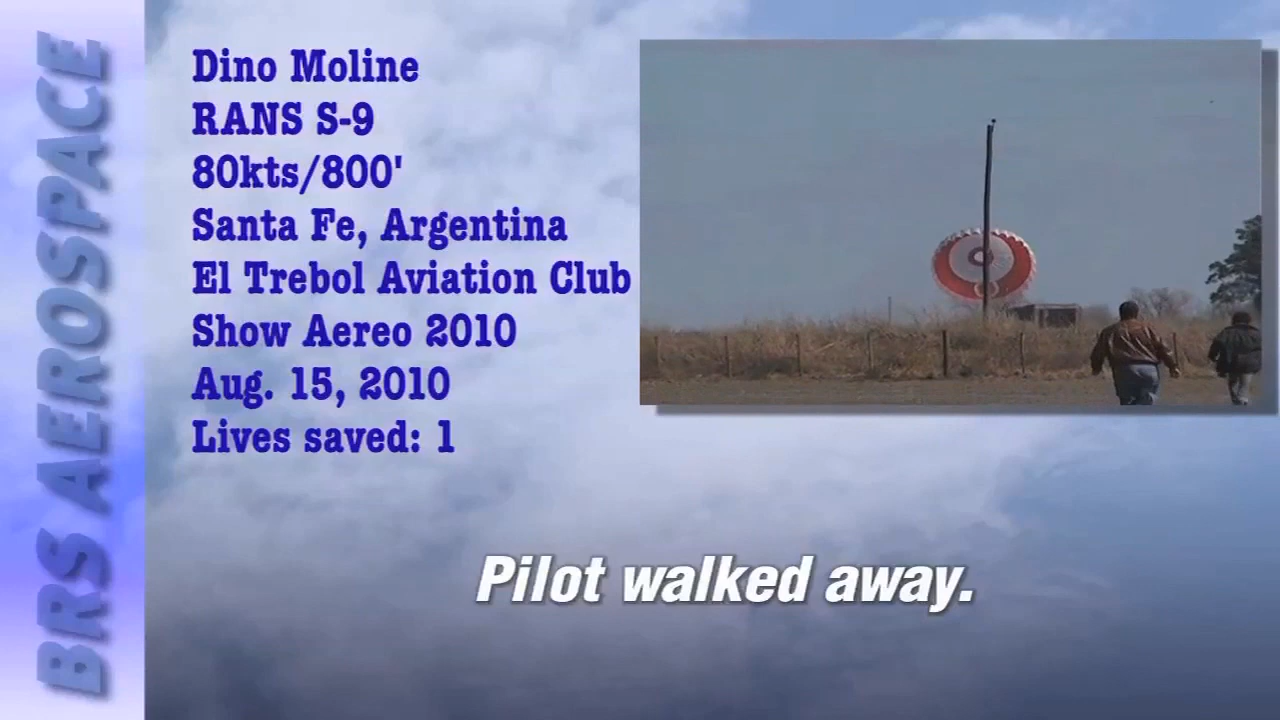 BRS AEROSPACE
Dino Moline
RANS S-9
80kts/800'
Santa Fe, Argentina
El Trebol Aviation Club
Show Aereo 2010
Aug. 15, 2010
Lives saved: 1
Pilot walked away.